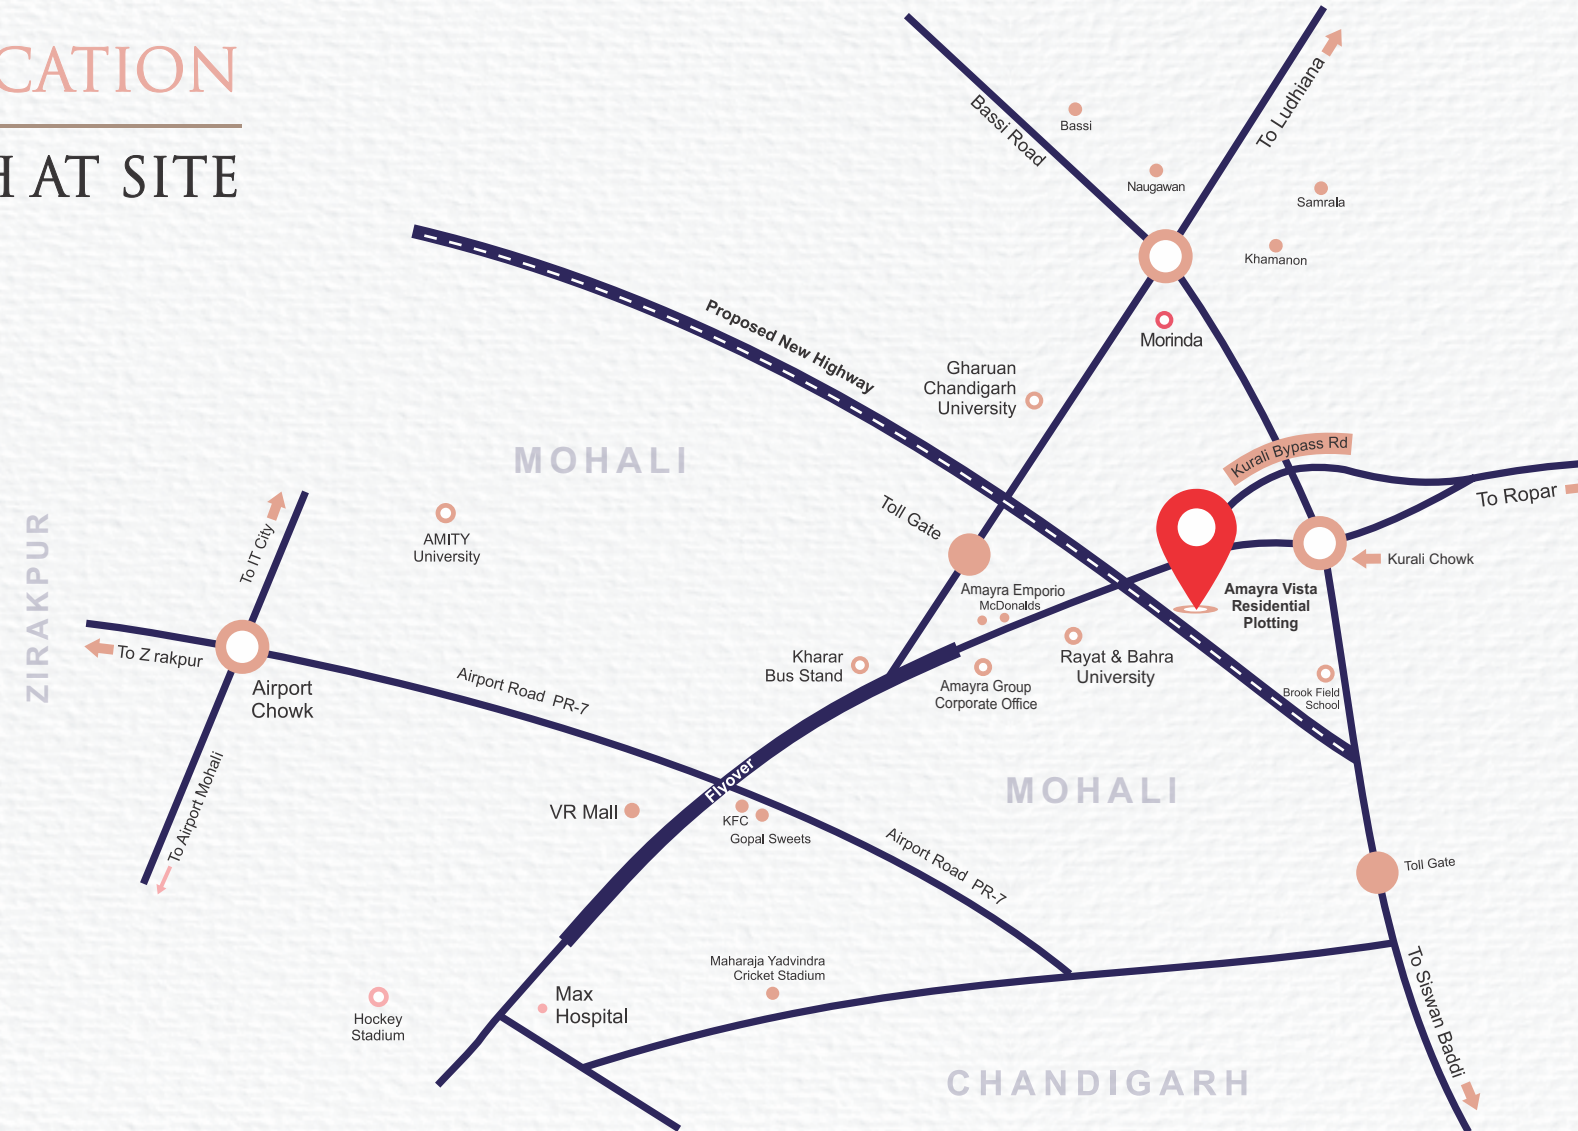 CATION
H AT SITE
Bassi Road
Bassi
To Ludhiana
Naugawan
Samrala
Khamanon
Morinda
Proposed New Highway
Gharuan
Chandigarh
University
MOHALI
Kurali Bypass Rd
To Ropar
Toll Gate
Kurali Chowk
ZIRAKPUR
To IT City
AMITY
University
Amayra Emporio
McDonalds
Amayra Vista
Residential
Plotting
To Z rakpur
Airport
Chowk
Airport Road PR-7
Kharar
Bus Stand
Amayra Group
Corporate Office
Rayat & Bahra
University
Brook Field
School
To Airport Mohali
Flyover
MOHALI
VR Mall
KFC
Gopal Sweets
Airport Road PR-7
Toll Gate
Maharaja Yadvindra
Cricket Stadium
Max
Hospital
Hockey
Stadium
To Siswan Baddi
CHANDIGARH